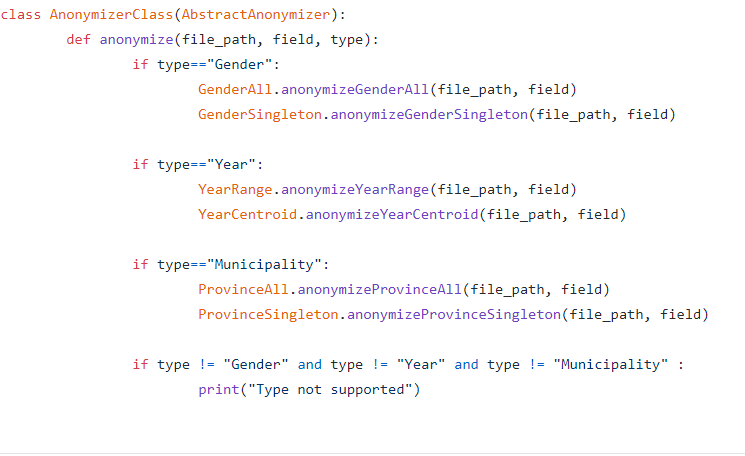 class AnonymizerClass(AbstractAnonymizer):
def anonymize(file_path, field, type):
if type=="Gender":
GenderAll.anonymizeGenderAll(file_path, field)
GenderSingleton.anonymizeGenderSingleton(file_path, field)
if type=="Year":
YearRange.anonymizeYearRange(file_path, field)
YearCentroid.anonymizeYearCentroid(file_path, field)
if type=="Municipality":
ProvinceAll.anonymizeProvinceAll(file_path, field)
ProvinceSingleton.anonymizeProvinceSingleton(file_path, field)
if type != "Gender" and type != "Year" and type != "Municipality" :
print("Type not supported")